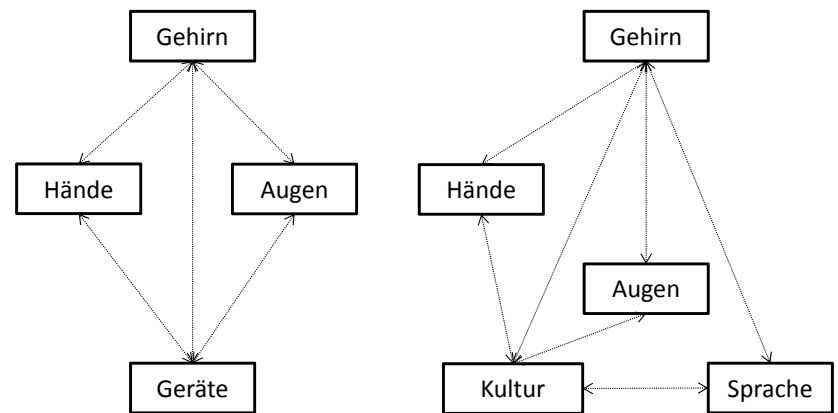 Gehirn
Hände
Augen
Geräte
Gehirn
Hände
Augen
Kultur
Sprache